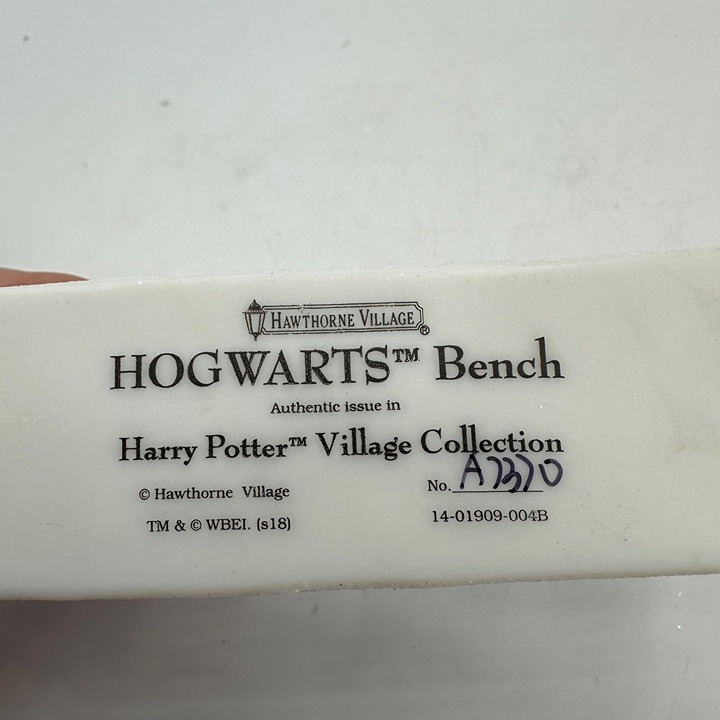 HAWTHORNE VILLAGE®
HOGWARTS™ Bench
Authentic issue in
Harry Potter™ Village Collection
© Hawthorne Village
No. A7370
TM & © WBEI. (s18)
14-01909-004B